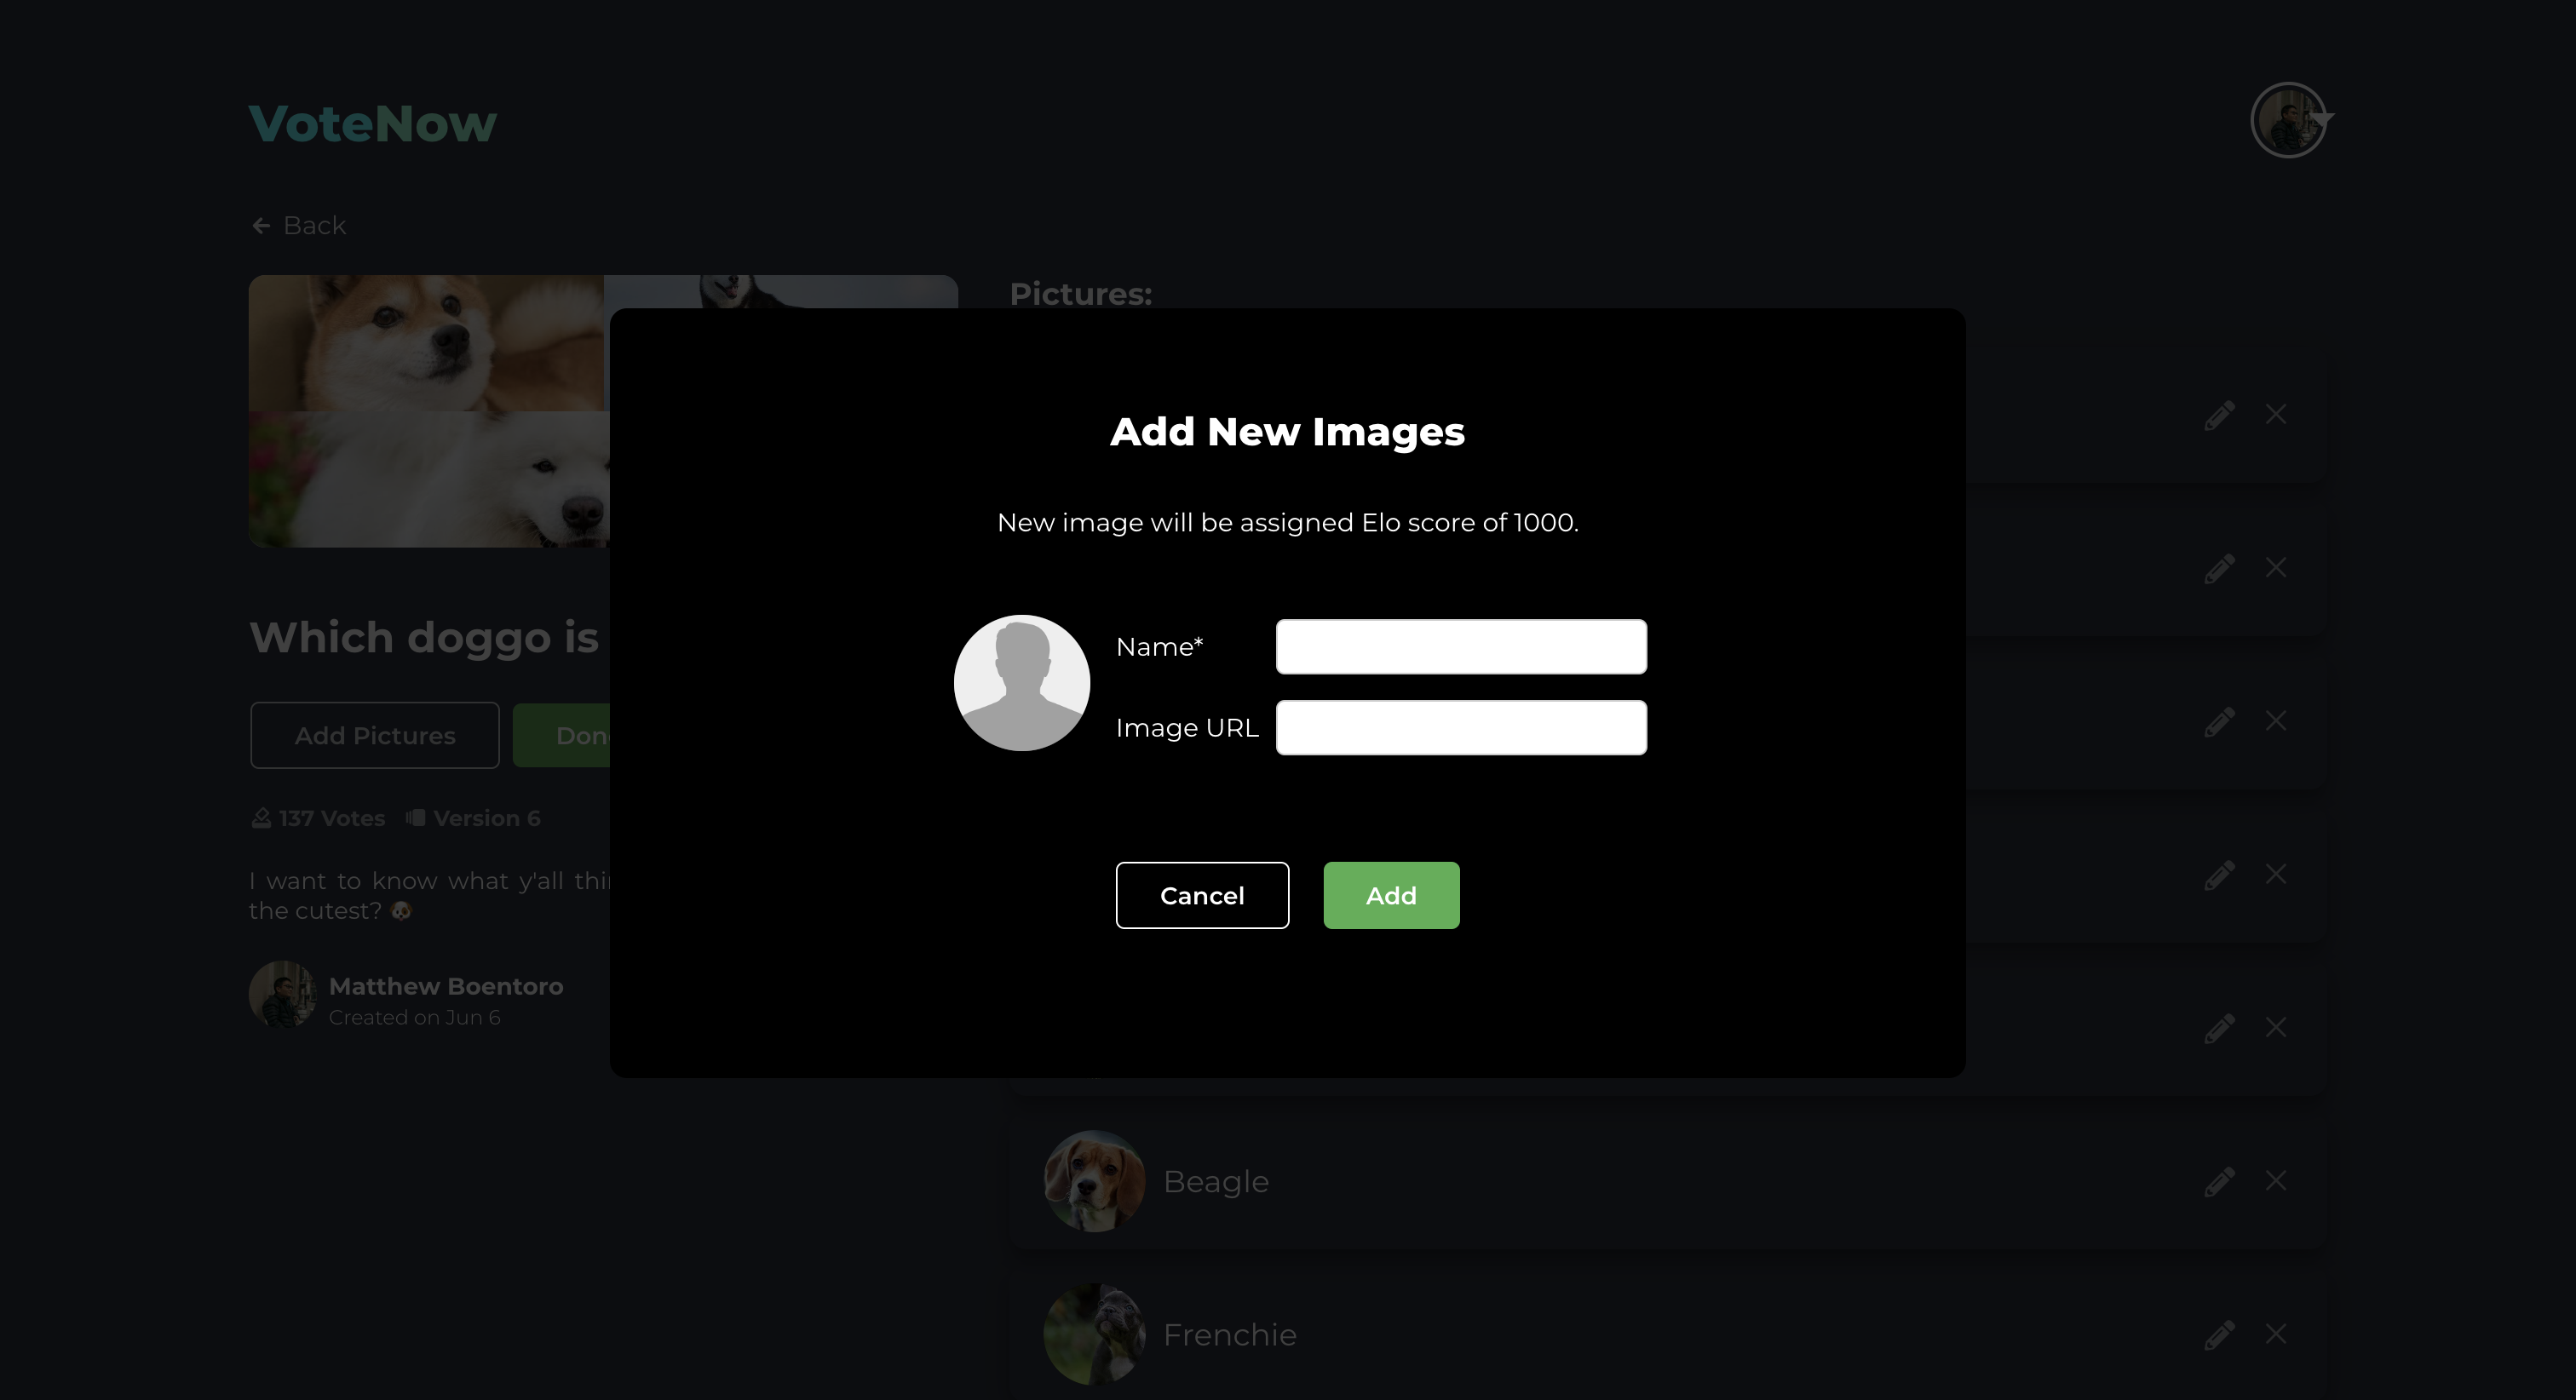 VoteNow
Back
Pictures:
Add New Images
New image will be assigned Elo score of 1000.
Name*
Image URL
Cancel
Add
Which doggo is
Add Pictures
137 Votes
Version 6
I want to know what y'all
the cutest?
Matthew Boentoro
Created on Jun 6
Beagle
Frenchie